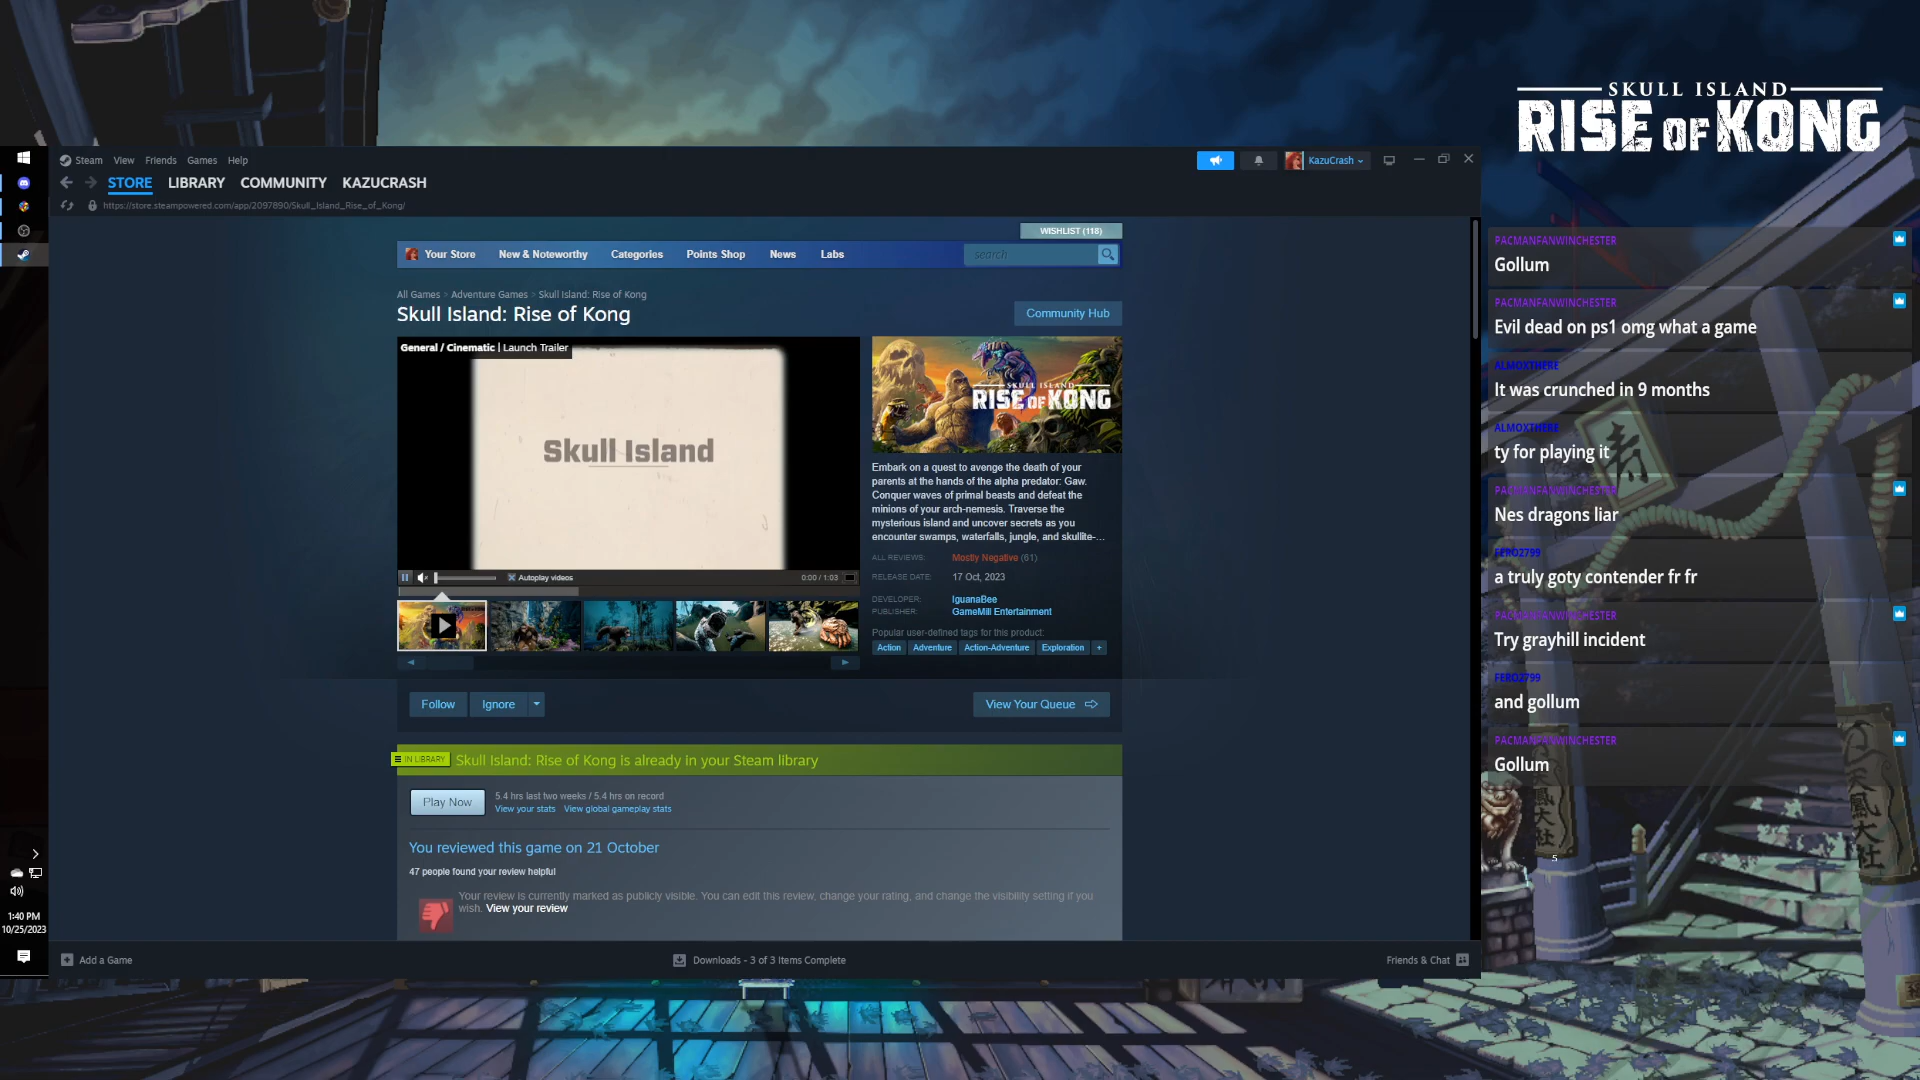 SKULL ISLAND
RISE OF KONG
Steam View Friends Games Help
KazuCrash
STORE LIBRARY COMMUNITY KAZUCRASH
https://store.steampowered.com/app/2097890/Skull_Island_Rise_of_Kong/
WISHLIST (118)
Your Store New & Noteworthy Categories Points Shop News Labs search
All Games > Adventure Games > Skull Island: Rise of Kong
Skull Island: Rise of Kong
Community Hub
General / Cinematic | Launch Trailer
Skull Island
Autoplay videos
0:00 / 1:03
SKULL ISLAND
RISE OF KONG
Embark on a quest to avenge the death of your
parents at the hands of the alpha predator: Gaw.
Conquer waves of primal beasts and defeat the
minions of your arch-nemesis. Traverse the
mysterious island and uncover secrets as you
encounter swamps, waterfalls, jungle, and skullite-...
ALL REVIEWS: Mostly Negative (61)
RELEASE DATE: 17 Oct, 2023
DEVELOPER: IguanaBee
PUBLISHER: GameMill Entertainment
Popular user-defined tags for this product:
Action Adventure Action-Adventure Exploration +
Follow Ignore View Your Queue
IN LIBRARY Skull Island: Rise of Kong is already in your Steam library
Play Now
5.4 hrs last two weeks / 5.4 hrs on record
View your stats View global gameplay stats
You reviewed this game on 21 October
47 people found your review helpful
Your review is currently marked as publicly visible. You can edit this review, change your rating, and change the visibility setting if you
wish. View your review
1:40 PM
10/25/2023
Add a Game
Downloads - 3 of 3 Items Complete
Friends & Chat
PACMANFANWINCHESTER
Gollum
PACMANFANWINCHESTER
Evil dead on ps1 omg what a game
ALMOXTHERE
It was crunched in 9 months
ALMOXTHERE
ty for playing it
PACMANFANWINCHESTER
Nes dragons liar
FERO2799
a truly goty contender fr fr
PACMANFANWINCHESTER
Try grayhill incident
FERO2799
and gollum
PACMANFANWINCHESTER
Gollum
5